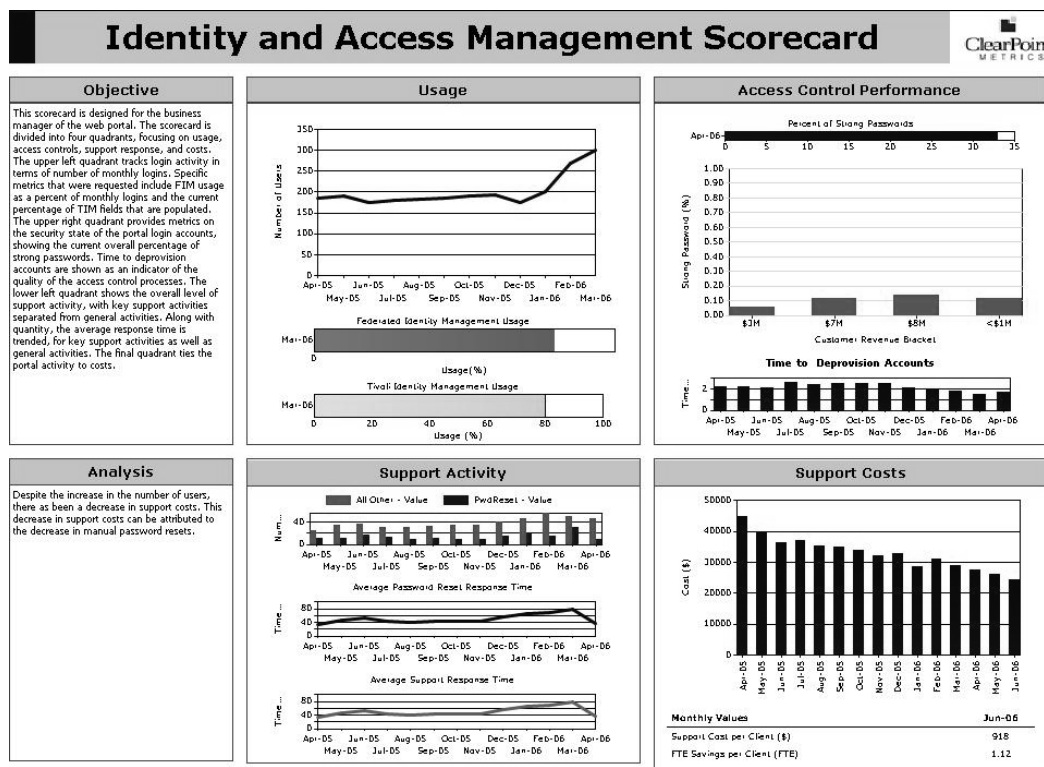 Identity and Access Management Scorecard
ClearPoin
METRICS
Objective
This scorecard is designed for the business
manager of the web portal. The scorecard is
divided into four quadrants, focusing on usage,
access controls, support response, and costs.
The upper left quadrant tracks login activity in
terms of number of monthly logins. Specific
metrics that were requested include FIM usage
as a percent of monthly logins and the current
percentage of TIM fields that are populated.
The upper right quadrant provides metrics on
the security state of the portal login accounts,
showing the current overall percentage of
strong passwords. Time to deprovision
accounts are shown as an indicator of the
quality of the access control processes. The
lower left quadrant shows the overall level of
support activity, with key support activities
separated from general activities. Along with
quantity, the average response time is
trended, for key support activities as well as
general activities. The final quadrant ties the
portal activity to costs.
Usage
350
300
250
200
150
100
50
0
Number of Users
Apr-05 Jun-05 Aug-05 Oct-05 Dec-05 Feb-06
May-05 Jul-05 Sep-05 Nov-05 Jan-06 Mar-06
Federated Identity Management Usage
Mar-06
0
Usage(%)
Tivoli Identity Management Usage
Mar-06
0 20 40 60 80 100
Usage (%)
Access Control Performance
Percent of Strong Passwords
Apr-06
0 5 10 15 20 25 30 35
1.00
0.90
0.80
0.70
0.60
0.50
0.40
0.30
0.20
0.10
0.00
Strong Password (%)
$3M $7M $8M <$1M
Customer Revenue Bracket
Time to Deprovision Accounts
Time...
2
0
Apr-05 Jun-05 Aug-05 Oct-05 Dec-05 Feb-06 Apr-06
May-05 Jul-05 Sep-05 Nov-05 Jan-06 Mar-06
Analysis
Despite the increase in the number of users,
there as been a decrease in support costs. This
decrease in support costs can be attributed to
the decrease in manual password resets.
Support Activity
All Other - Value PwdReset - Value
Num...
40
0
Apr-05 Jun-05 Aug-05 Oct-05 Dec-05 Feb-06 Apr-06
May-05 Jul-05 Sep-05 Nov-05 Jan-06 Mar-06
Average Password Reset Response Time
Time...
80
40
0
Apr-05 Jun-05 Aug-05 Oct-05 Dec-05 Feb-06 Apr-06
May-05 Jul-05 Sep-05 Nov-05 Jan-06 Mar-06
Average Support Response Time
Time...
80
40
0
Apr-05 Jun-05 Aug-05 Oct-05 Dec-05 Feb-06 Apr-06
May-05 Jul-05 Sep-05 Nov-05 Jan-06 Mar-06
Support Costs
50000
40000
30000
20000
10000
0
Cost ($)
Apr-05 May-05 Jun-05 Jul-05 Aug-05 Sep-05 Oct-05 Nov-05 Dec-05 Jan-06 Feb-06 Mar-06 Apr-06 May-06 Jun-06
Monthly Values Jun-06
Support Cost per Client ($) 918
FTE Savings per Client (FTE) 1.12